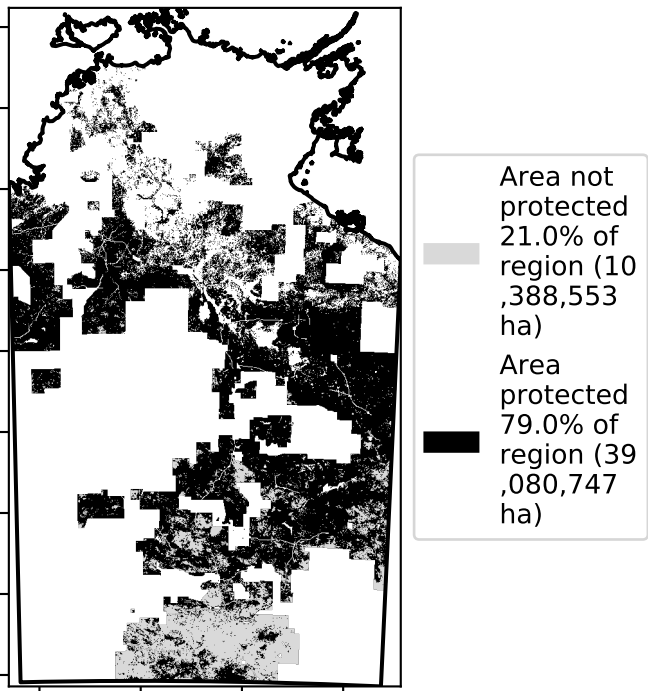 Area not
protected
21.0% of
region (10
,388,553
ha)
Area
protected
79.0% of
region (39
,080,747
ha)